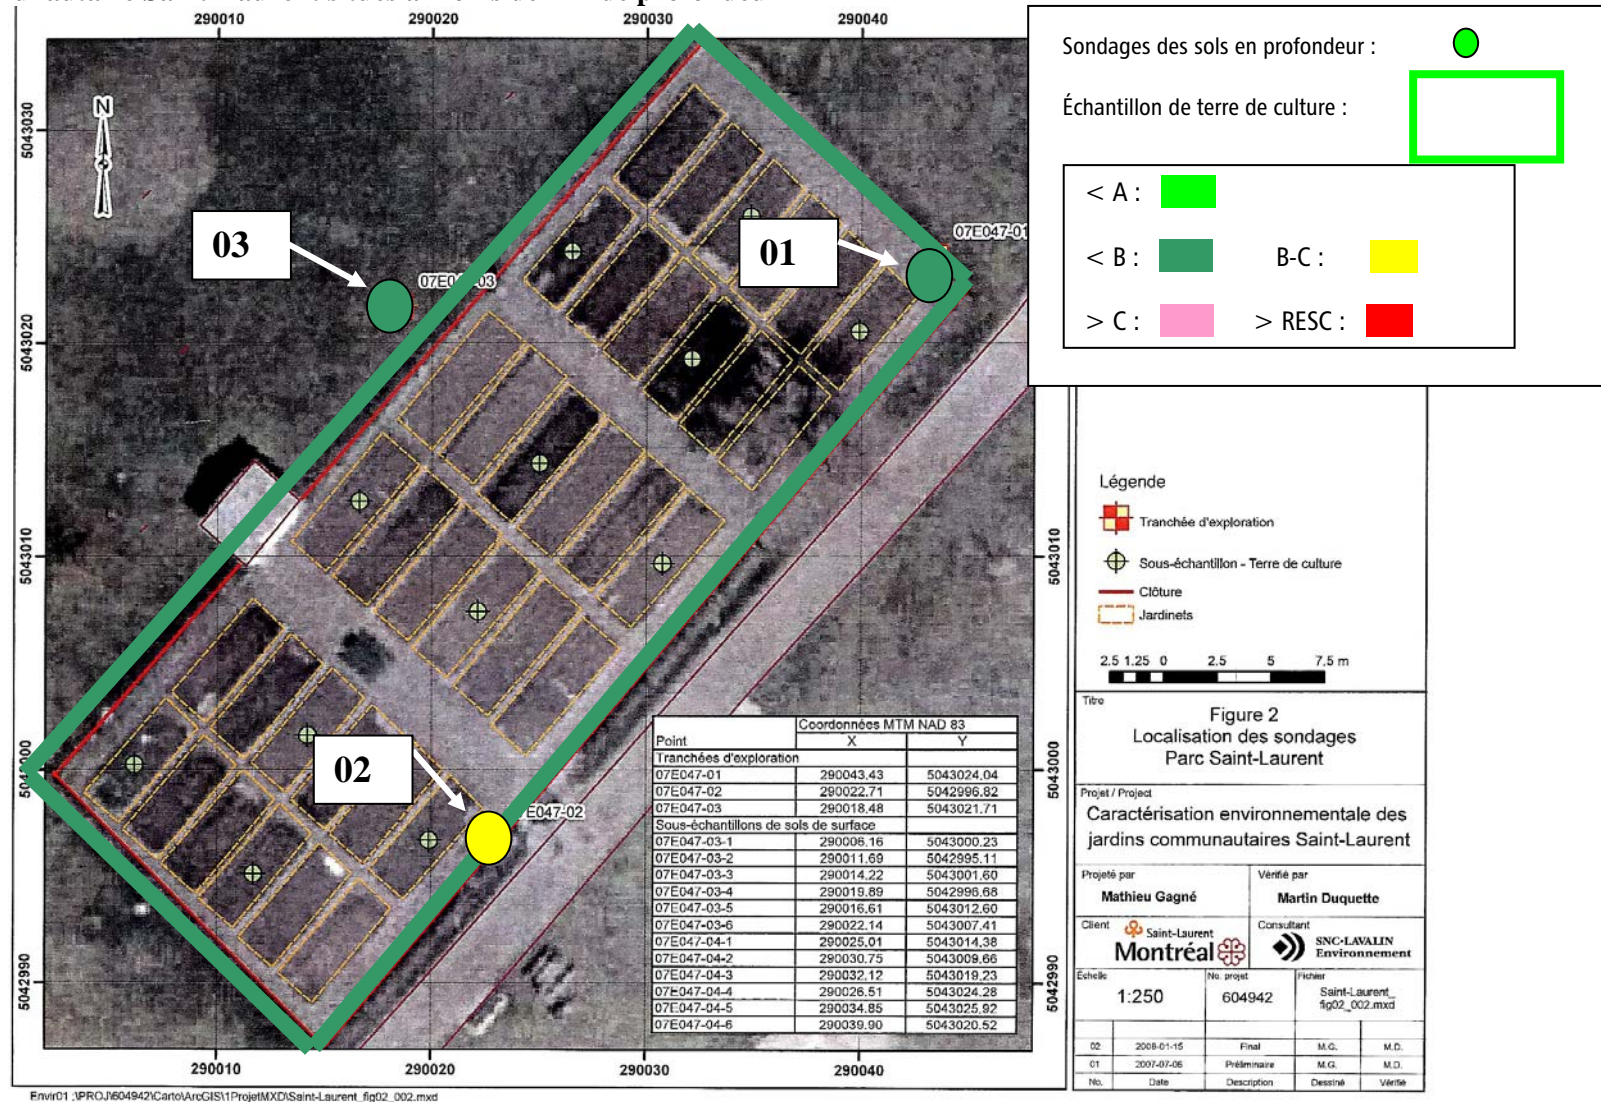 290010 290020 290030 290040
Sondages des sols en profondeur :
Échantillon de terre de culture :
< A :
< B : B-C :
> C : > RESC :
5043030
5043020
5043010
5043000
5042990
N
03
01
02
07E047-01
07E0 -03
E047-02
5043010
5043000
5042990
Légende
Tranchée d'exploration
Sous-échantillon - Terre de culture
Clôture
Jardinets
2.5 1.25 0 2.5 5 7.5 m
Coordonnées MTM NAD 83
Point X Y
Tranchées d'exploration
07E047-01 290043.43 5043024.04
07E047-02 290022.71 5042996.82
07E047-03 290018.48 5043021.71
Sous-échantillons de sols de surface
07E047-03-1 290006.16 5043000.23
07E047-03-2 290011.69 5042995.11
07E047-03-3 290014.22 5043001.60
07E047-03-4 290019.89 5042996.68
07E047-03-5 290016.61 5043012.60
07E047-03-6 290022.14 5043007.41
07E047-04-1 290025.01 5043014.38
07E047-04-2 290030.75 5043009.66
07E047-04-3 290032.12 5043019.23
07E047-04-4 290026.51 5043024.28
07E047-04-5 290034.85 5043025.92
07E047-04-6 290039.90 5043020.52
290010 290020 290030 290040
Titre
Figure 2
Localisation des sondages
Parc Saint-Laurent
Projet / Project
Caractérisation environnementale des
jardins communautaires Saint-Laurent
Projeté par
Mathieu Gagné
Vérifié par
Martin Duquette
Client
Saint-Laurent
Montréal
Consultant
SNC-LAVALIN
Environnement
Échelle
1:250
No. projet
604942
Fichier
Saint-Laurent_
fig02_002.mxd
02 2008-01-15 Final M.G. M.D.
01 2007-07-06 Préliminaire M.G. M.D.
No. Date Description Dessiné Vérifié
Envir01 :\PROJ\604942\Carto\ArcGIS\1ProjetMXD\Saint-Laurent_fig02_002.mxd